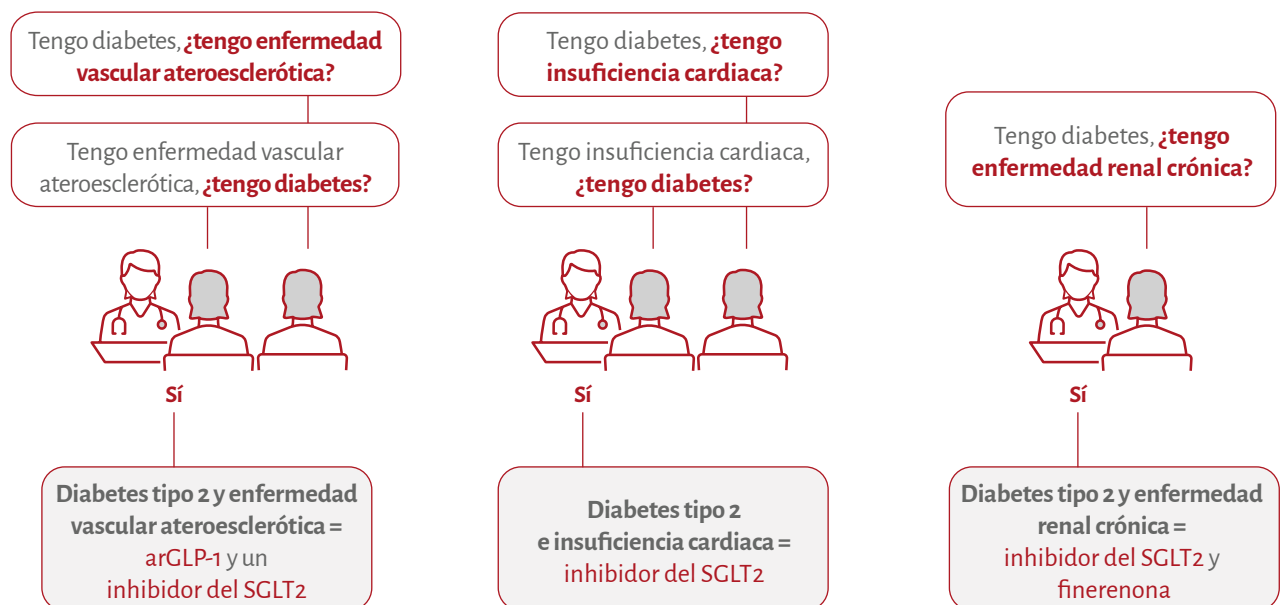 Tengo diabetes, ¿tengo enfermedad
vascular ateroesclerótica?
Tengo enfermedad vascular
ateroesclerótica, ¿tengo diabetes?
Sí
Diabetes tipo 2 y enfermedad
vascular ateroesclerótica =
arGLP-1 y un
inhibidor del SGLT2
Tengo diabetes, ¿tengo
insuficiencia cardiaca?
Tengo insuficiencia cardiaca,
¿tengo diabetes?
Sí
Diabetes tipo 2
e insuficiencia cardiaca =
inhibidor del SGLT2
Tengo diabetes, ¿tengo
enfermedad renal crónica?
Sí
Diabetes tipo 2 y enfermedad
renal crónica =
inhibidor del SGLT2 y
finerenona